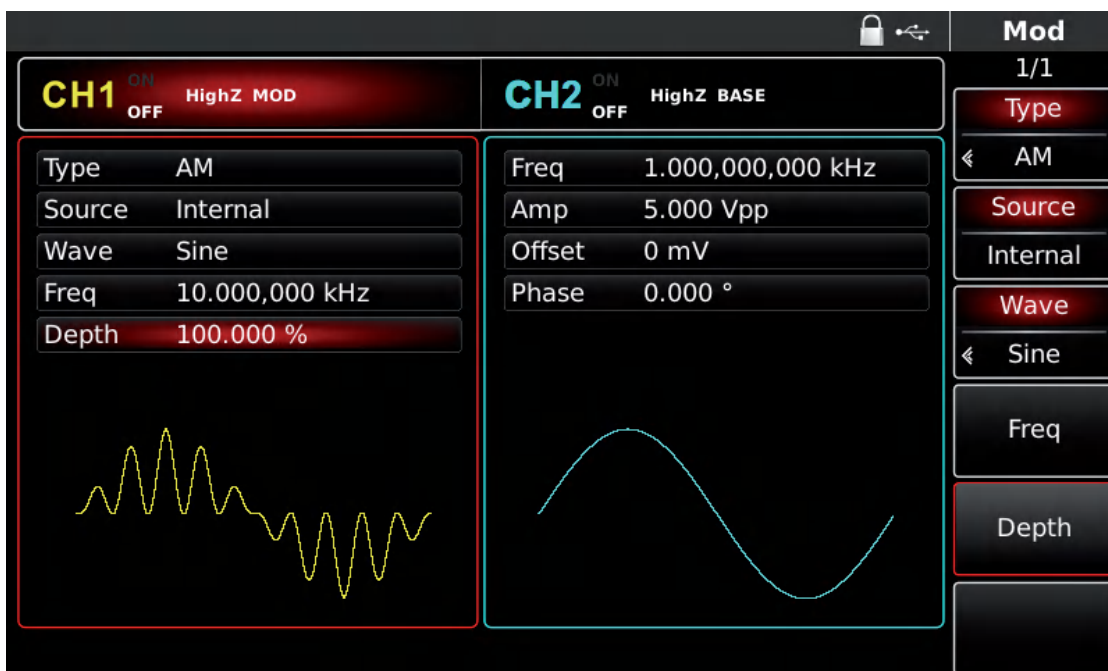 Mod
1/1
CH1 ON OFF HighZ MOD
CH2 ON OFF HighZ BASE
Type AM
Source Internal
Wave Sine
Freq 10.000,000 kHz
Depth 100.000 %
Freq 1.000,000,000 kHz
Amp 5.000 Vpp
Offset 0 mV
Phase 0.000 °
Type
AM
Source
Internal
Wave
Sine
Freq
Depth